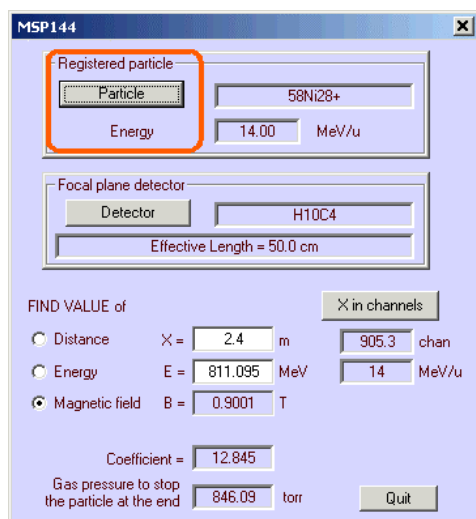 MSP144
Registered particle
Particle 58Ni28+
Energy 14.00 MeV/u
Focal plane detector
Detector H10C4
Effective Length = 50.0 cm
FIND VALUE of X in channels
Distance X = 2.4 m 905.3 chan
Energy E = 811.095 MeV 14 MeV/u
Magnetic field B = 0.9001 T
Coefficient = 12.845
Gas pressure to stop
the particle at the end 846.09 torr Quit